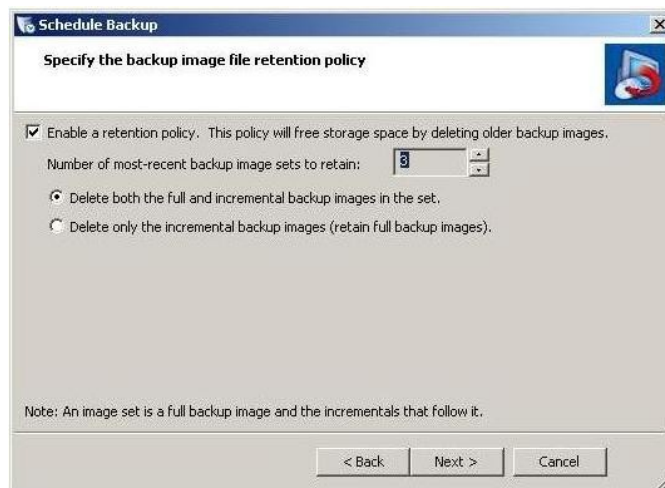 Schedule Backup
Specify the backup image file retention policy
Enable a retention policy. This policy will free storage space by deleting older backup images.
Number of most-recent backup image sets to retain: 3
Delete both the full and incremental backup images in the set.
Delete only the incremental backup images (retain full backup images).
Note: An image set is a full backup image and the incrementals that follow it.
< Back Next > Cancel